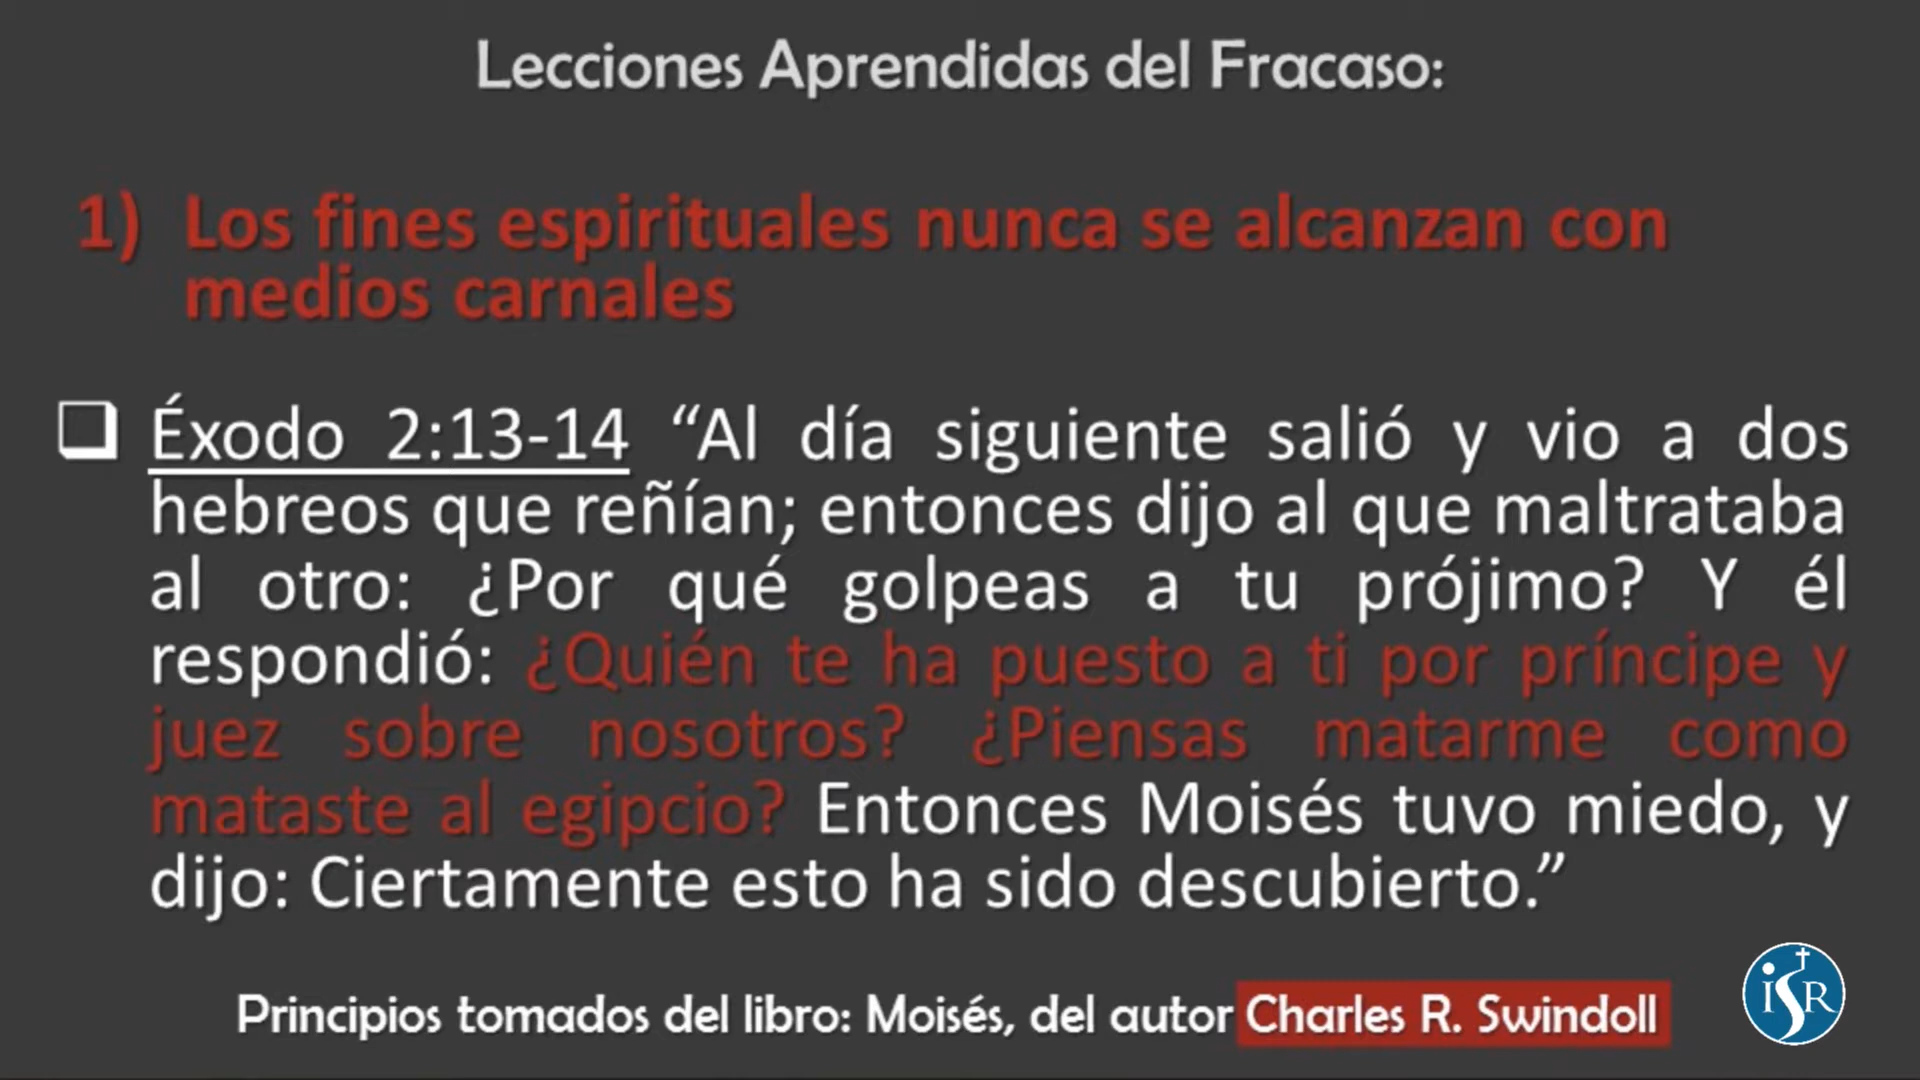 Lecciones Aprendidas del Fracaso:
1) Los fines espirituales nunca se alcanzan con
medios carnales
Éxodo 2:13-14 “Al día siguiente salió y vio a dos
hebreos que reñían; entonces dijo al que maltrataba
al otro: ¿Por qué golpeas a tu prójimo? Y él
respondió: ¿Quién te ha puesto a ti por príncipe y
juez sobre nosotros? ¿Piensas matarme como
mataste al egipcio? Entonces Moisés tuvo miedo, y
dijo: Ciertamente esto ha sido descubierto.”
Principios tomados del libro: Moisés, del autor Charles R. Swindoll
iSR